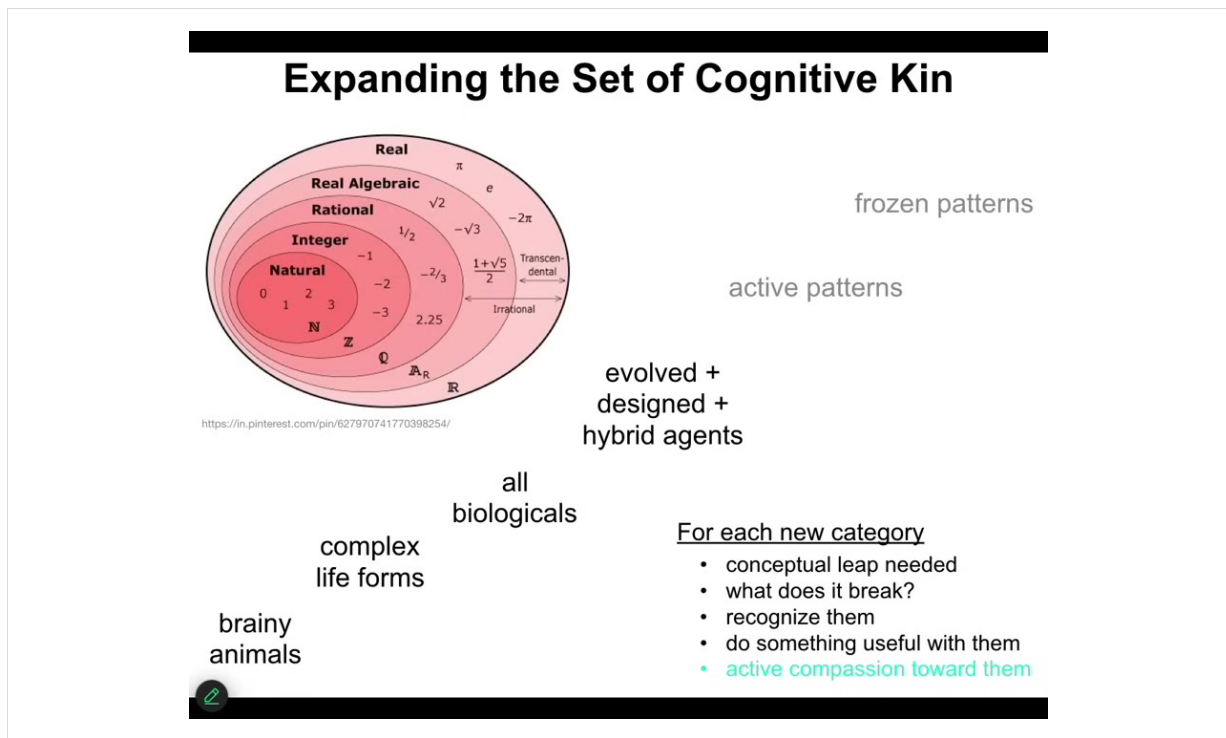 Expanding the Set of Cognitive Kin
Real
π
Real Algebraic
e
√2
Rational
-2π
1/2
-√3
Integer
-1
1+√5
2
Transcen-
dental
Natural
-2/3
0
1
2
3
-2
-3
2.25
Irrational
ℕ
ℤ
ℚ
𝔸R
ℝ
https://in.pinterest.com/pin/627970741770398254/
frozen patterns
active patterns
evolved +
designed +
hybrid agents
all
biologicals
complex
life forms
brainy
animals
For each new category
• conceptual leap needed
• what does it break?
• recognize them
• do something useful with them
• active compassion toward them